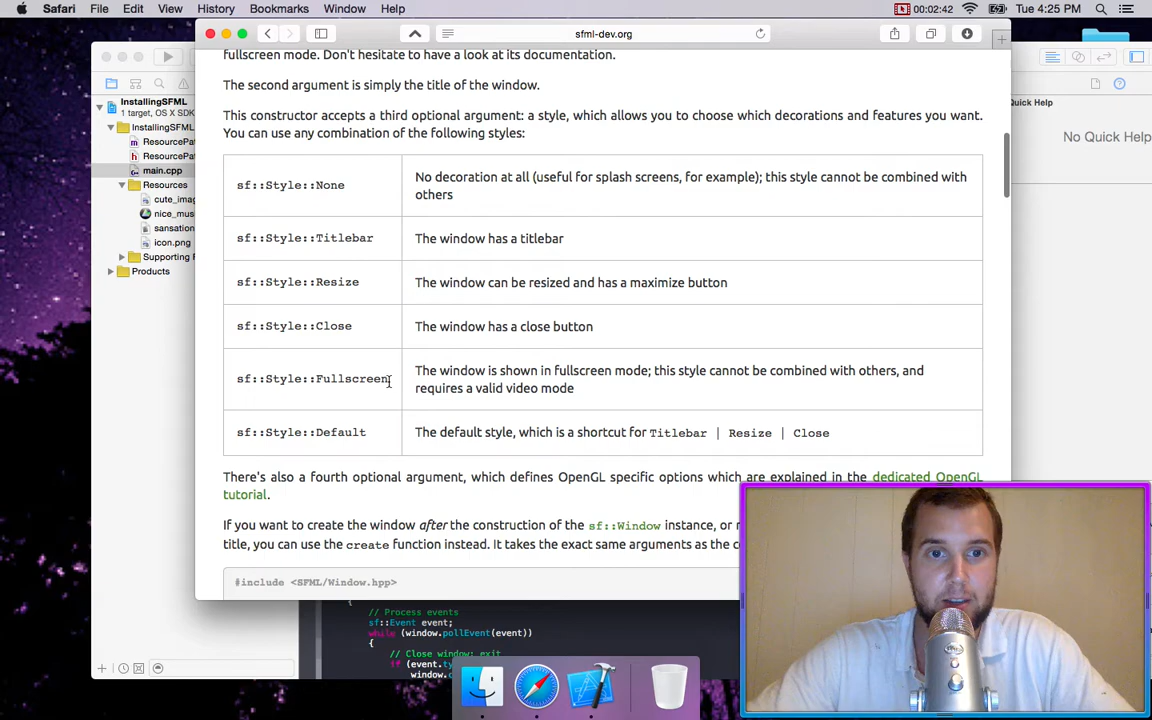 Safari File Edit View History Bookmarks Window Help 00:02:42 Tue 4:25 PM
sfml-dev.org
InstallingSFML
1 target, OS X SDK
InstallingSFML
ResourcePat
ResourcePat
main.cpp
Resources
cute_imag
nice_mus
sansation
icon.png
Supporting F
Products
Quick Help
No Quick Help
fullscreen mode. Don't hesitate to have a look at its documentation.
The second argument is simply the title of the window.
This constructor accepts a third optional argument: a style, which allows you to choose which decorations and features you want.
You can use any combination of the following styles:
sf::Style::None No decoration at all (useful for splash screens, for example); this style cannot be combined with
others
sf::Style::Titlebar The window has a titlebar
sf::Style::Resize The window can be resized and has a maximize button
sf::Style::Close The window has a close button
sf::Style::Fullscreen The window is shown in fullscreen mode; this style cannot be combined with others, and
requires a valid video mode
sf::Style::Default The default style, which is a shortcut for Titlebar | Resize | Close
There's also a fourth optional argument, which defines OpenGL specific options which are explained in the dedicated OpenGL
tutorial.
If you want to create the window after the construction of the sf::Window instance, or
title, you can use the create function instead. It takes the exact same arguments as the
#include <SFML/Window.hpp>
{
// Process events
sf::Event event;
while (window.pollEvent(event))
{
// Close window: exit
if (event.ty
window.c